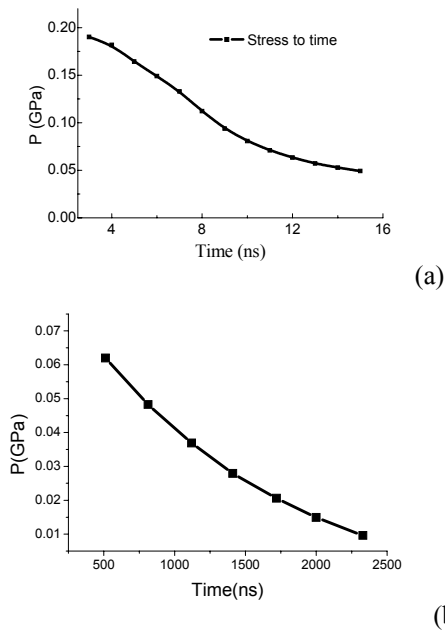 0.20
0.15
0.10
0.05
0.00
P (GPa)
Stress to time
4 8 12 16
Time (ns)
(a)
0.07
0.06
0.05
0.04
0.03
0.02
0.01
P(GPa)
500 1000 1500 2000 2500
Time(ns)
(b